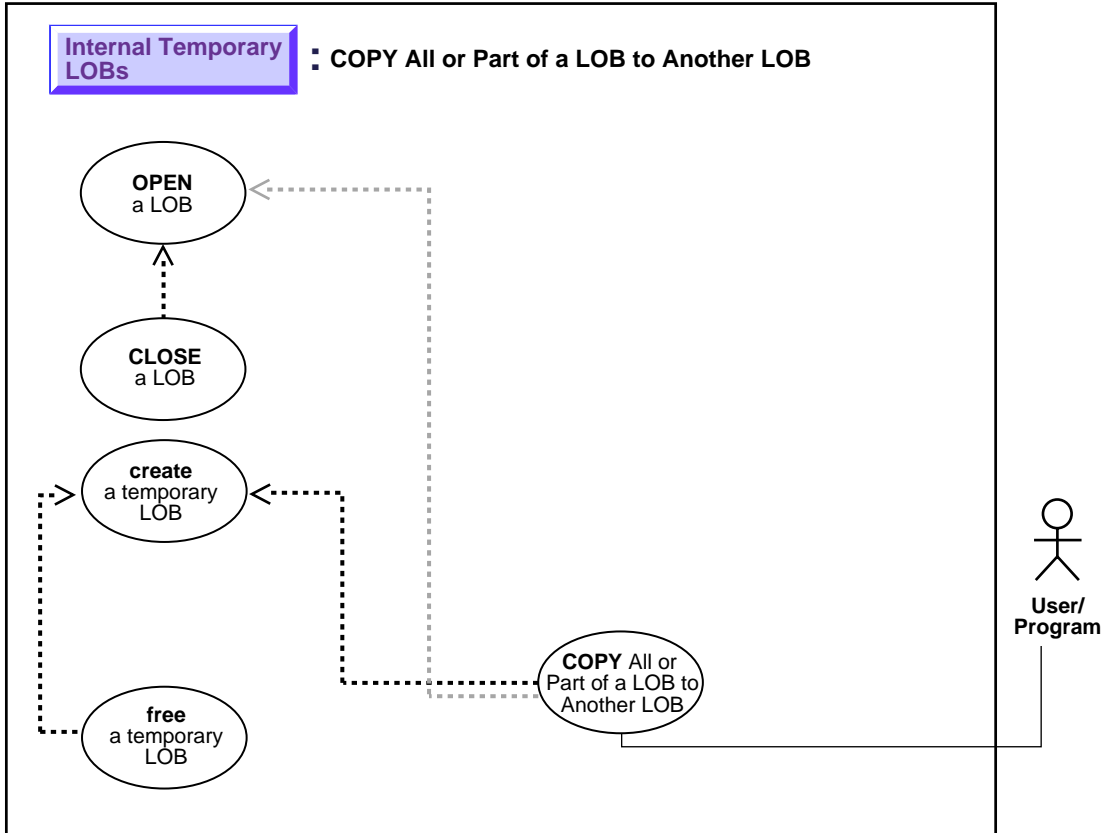 Internal Temporary
LOBs
: COPY All or Part of a LOB to Another LOB
OPEN
a LOB
CLOSE
a LOB
create
a temporary
LOB
free
a temporary
LOB
COPY All or
Part of a LOB to
Another LOB
User/
Program